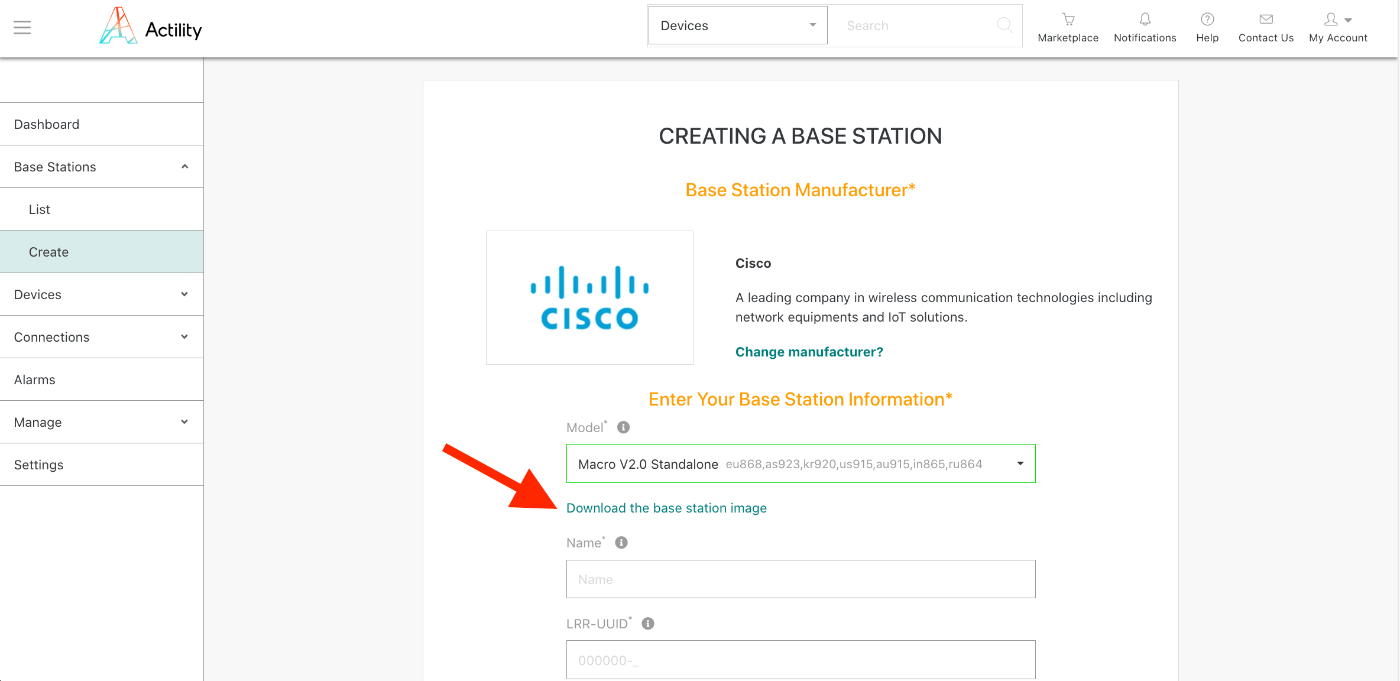 Actility
Devices
Search
Marketplace
Notifications
Help
Contact Us
My Account
Dashboard
Base Stations
List
Create
Devices
Connections
Alarms
Manage
Settings
CREATING A BASE STATION
Base Station Manufacturer*
CISCO
Cisco
A leading company in wireless communication technologies including
network equipments and IoT solutions.
Change manufacturer?
Enter Your Base Station Information*
Model*
Macro V2.0 Standalone eu868,as923,kr920,us915,au915,in865,ru864
Download the base station image
Name*
Name
LRR-UUID*
000000-_